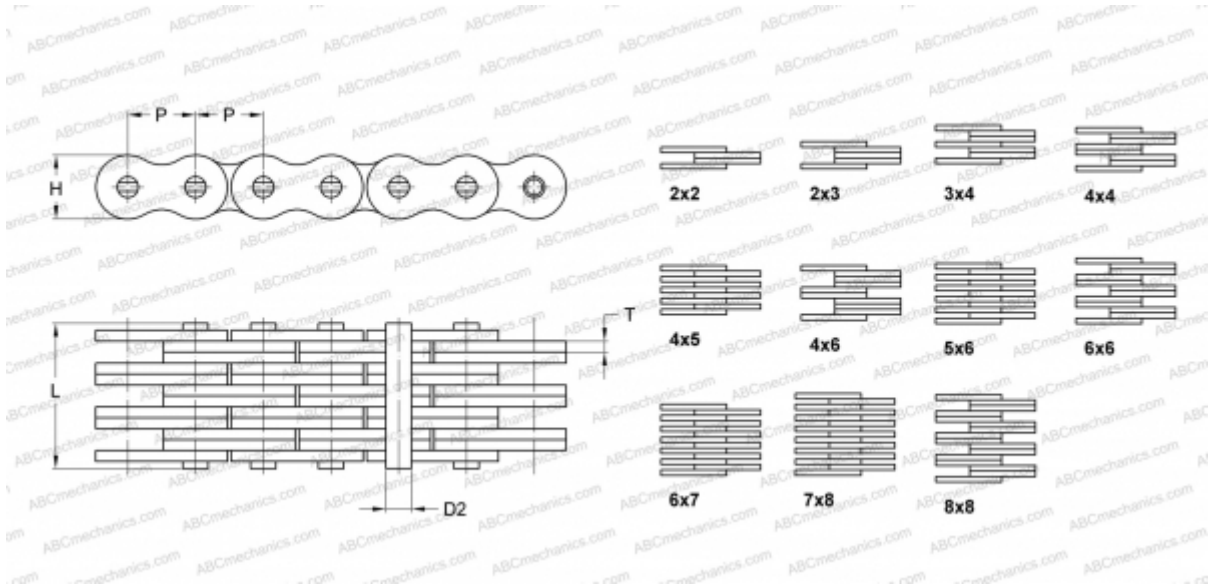 P P
H
2x2 2x3 3x4 4x4
T
L
4x5 4x6 5x6 6x6
D2
6x7 7x8 8x8
ABCmechanics.com